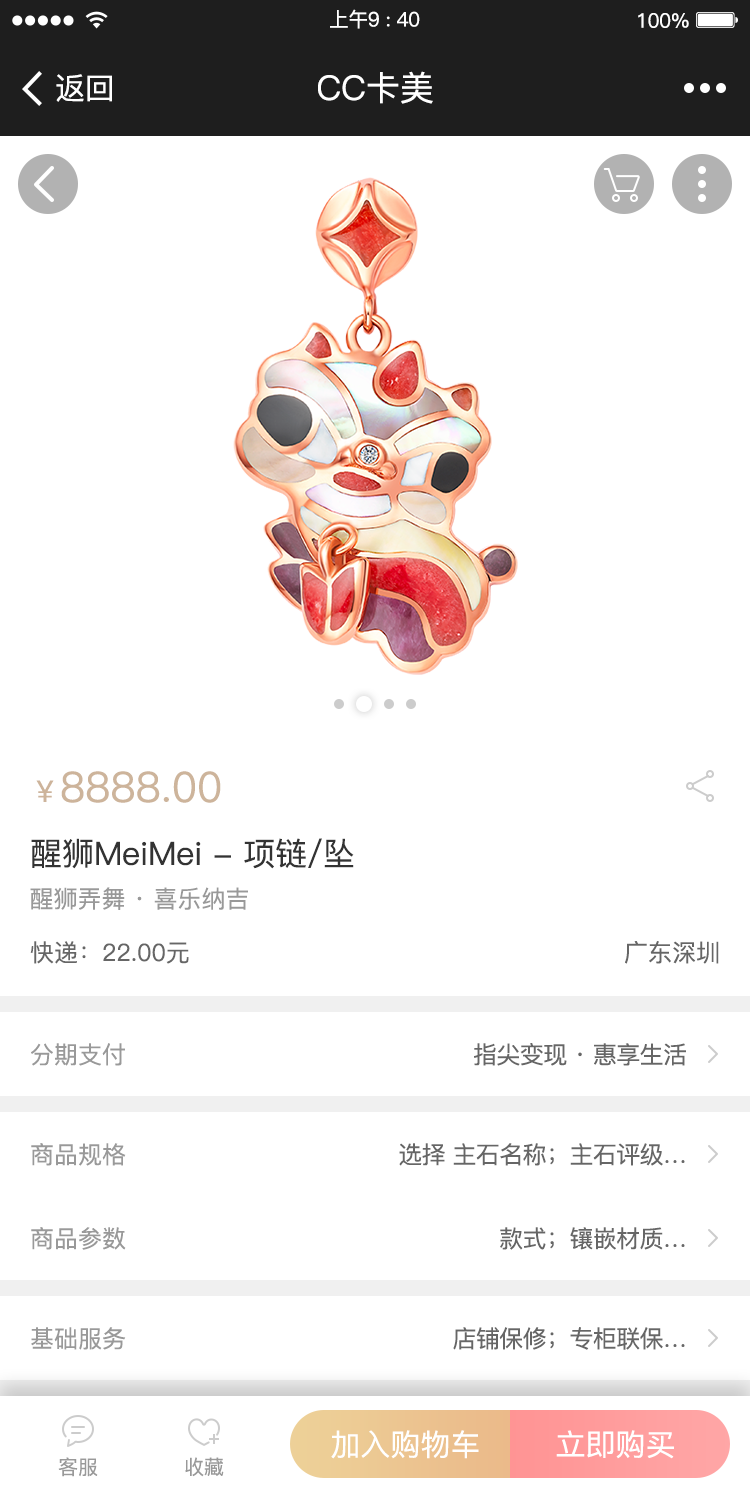 上午9 : 40
100%
返回
CC卡美
¥8888.00
醒狮MeiMei – 项链/坠
醒狮弄舞 · 喜乐纳吉
快递：22.00元
广东深圳
分期支付
指尖变现 · 惠享生活
商品规格
选择 主石名称；主石评级...
商品参数
款式；镶嵌材质...
基础服务
店铺保修；专柜联保...
客服
收藏
加入购物车
立即购买